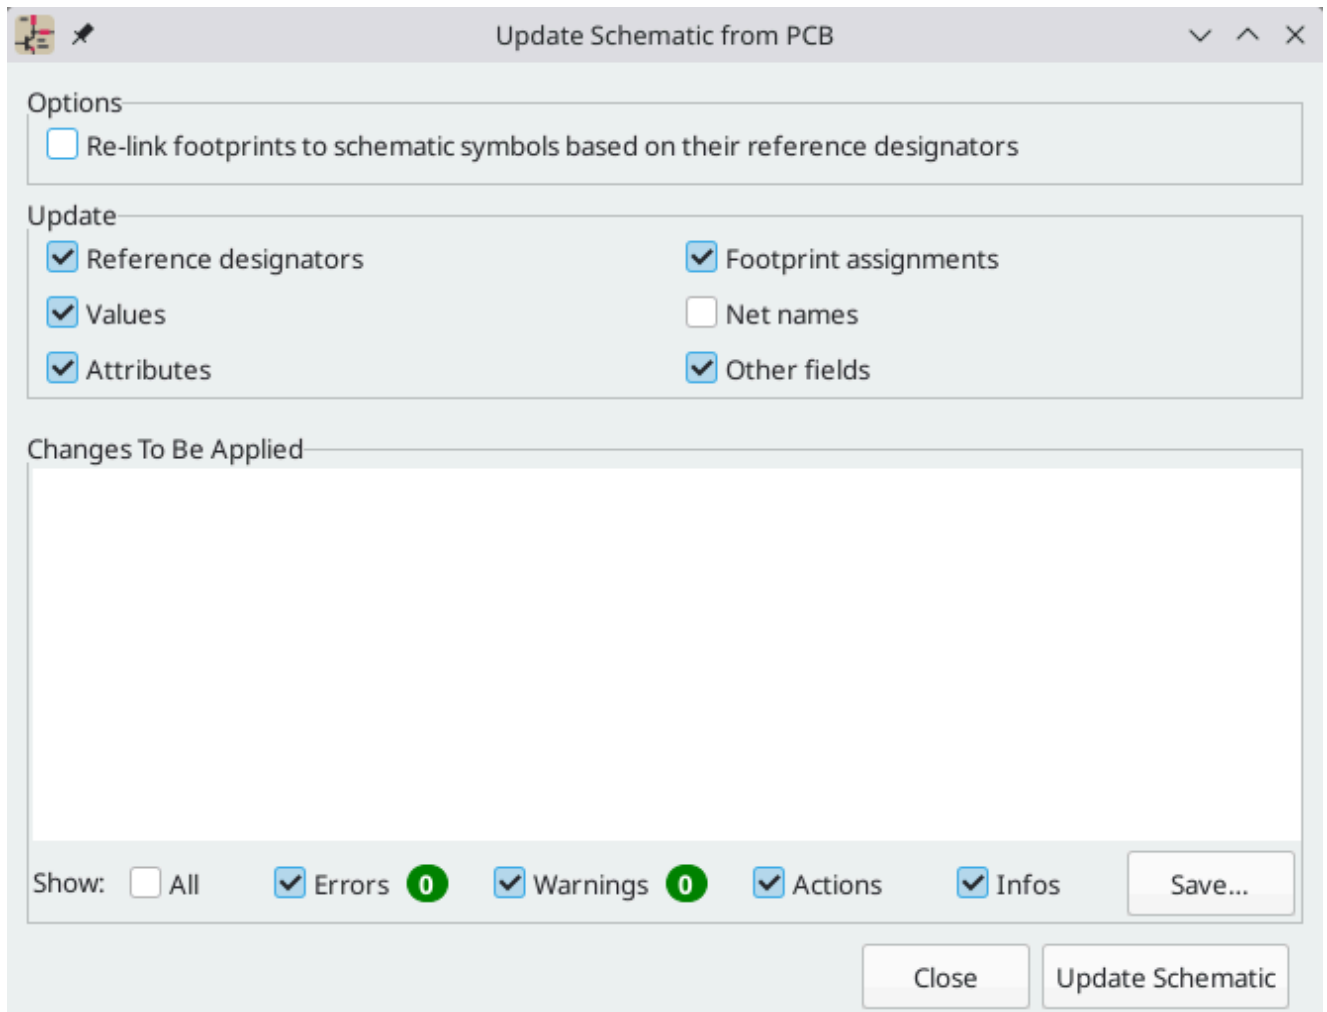 Update Schematic from PCB
Options
Re-link footprints to schematic symbols based on their reference designators
Update
Reference designators Footprint assignments
Values Net names
Attributes Other fields
Changes To Be Applied
Show: All Errors 0 Warnings 0 Actions Infos Save...
Close Update Schematic